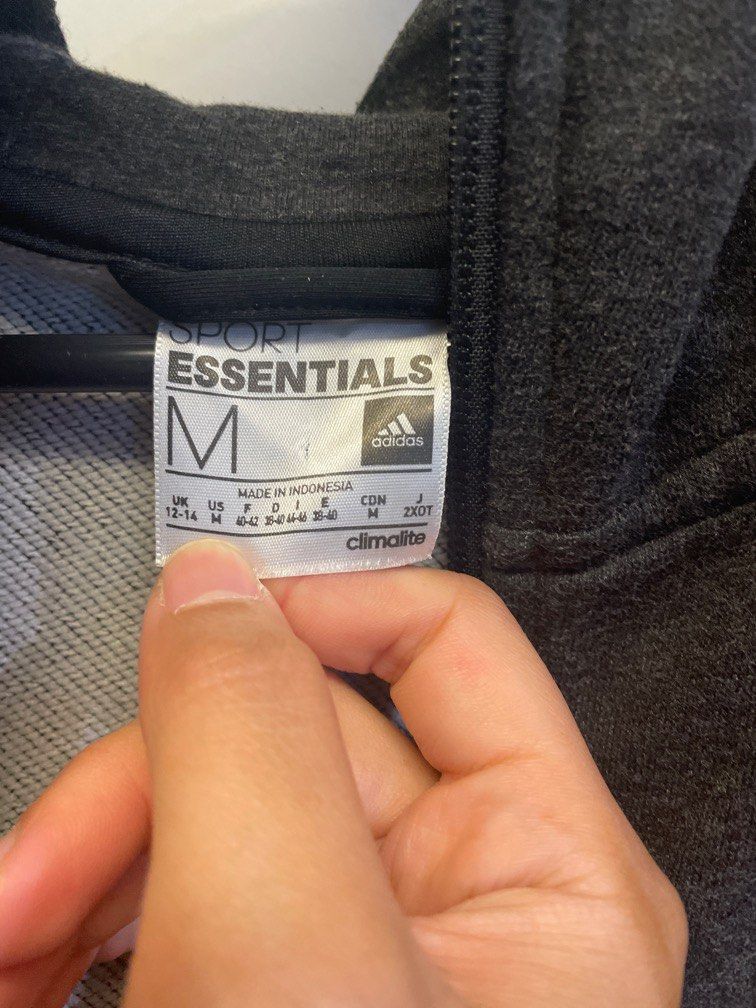 SPORT
ESSENTIALS
M
adidas
MADE IN INDONESIA
UK US F D I E CDN J
12-14 M 40-42 38-40 44-46 38-40 M 2XOT
climalite